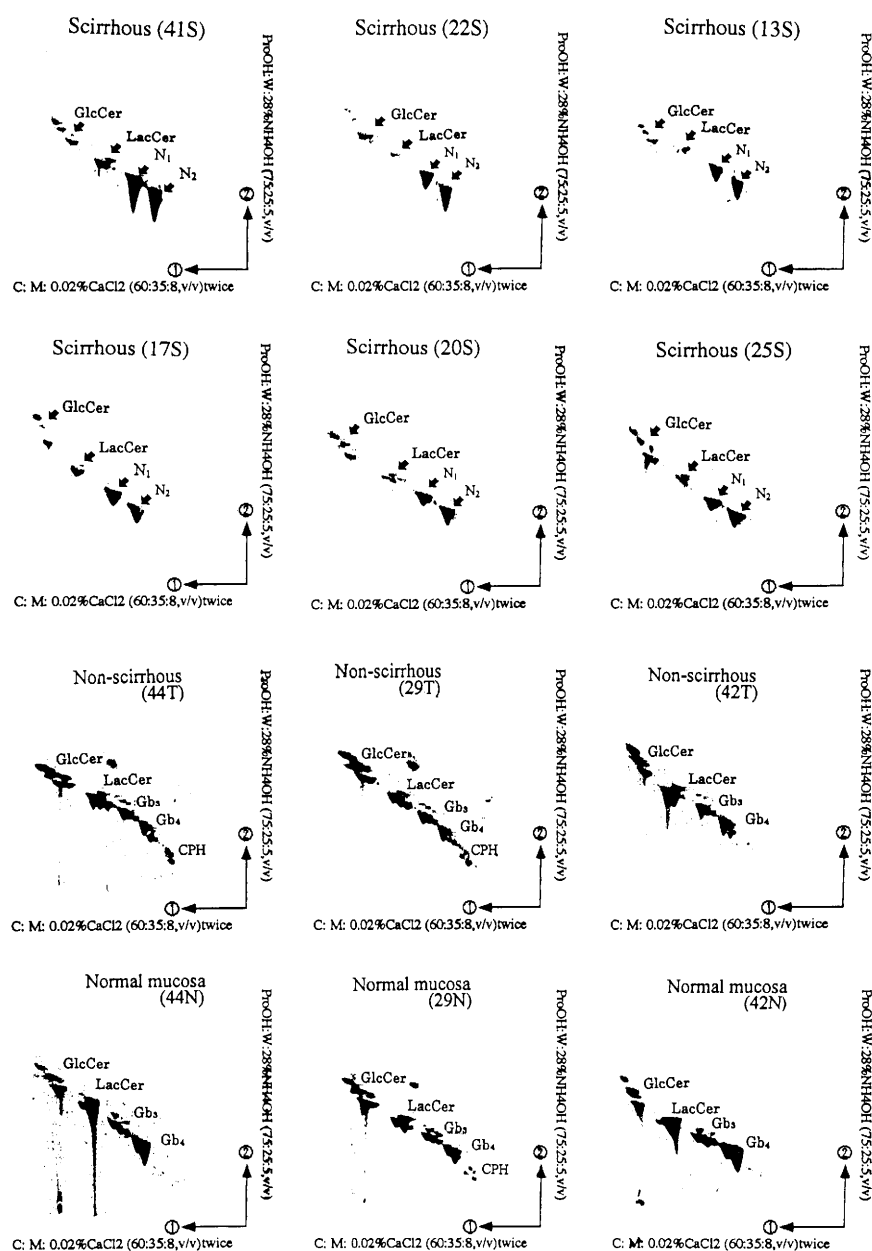 Scirrhous (41S)
GlcCer
LacCer
N1
N2
②
①
ProOH:W:28%NH4OH (75:25:5,v/v)
C: M: 0.02%CaCl2 (60:35:8,v/v)twice
Scirrhous (22S)
GlcCer
LacCer
N1
N2
②
①
ProOH:W:28%NH4OH (75:25:5,v/v)
C: M: 0.02%CaCl2 (60:35:8,v/v)twice
Scirrhous (13S)
GlcCer
LacCer
N1
N2
②
①
ProOH:W:28%NH4OH (75:25:5,v/v)
C: M: 0.02%CaCl2 (60:35:8,v/v)twice
Scirrhous (17S)
GlcCer
LacCer
N1
N2
②
①
ProOH:W:28%NH4OH (75:25:5,v/v)
C: M: 0.02%CaCl2 (60:35:8,v/v)twice
Scirrhous (20S)
GlcCer
LacCer
N1
N2
②
①
ProOH:W:28%NH4OH (75:25:5,v/v)
C: M: 0.02%CaCl2 (60:35:8,v/v)twice
Scirrhous (25S)
GlcCer
LacCer
N1
N2
②
①
ProOH:W:28%NH4OH (75:25:5,v/v)
C: M: 0.02%CaCl2 (60:35:8,v/v)twice
Non-scirrhous
(44T)
GlcCer
LacCer
Gb3
Gb4
CPH
②
①
ProOH:W:28%NH4OH (75:25:5,v/v)
C: M: 0.02%CaCl2 (60:35:8,v/v)twice
Non-scirrhous
(29T)
GlcCer
LacCer
Gb3
Gb4
CPH
②
①
ProOH:W:28%NH4OH (75:25:5,v/v)
C: M: 0.02%CaCl2 (60:35:8,v/v)twice
Non-scirrhous
(42T)
GlcCer
LacCer
Gb3
Gb4
②
①
ProOH:W:28%NH4OH (75:25:5,v/v)
C: M: 0.02%CaCl2 (60:35:8,v/v)twice
Normal mucosa
(44N)
GlcCer
LacCer
Gb3
Gb4
②
①
ProOH:W:28%NH4OH (75:25:5,v/v)
C: M: 0.02%CaCl2 (60:35:8,v/v)twice
Normal mucosa
(29N)
GlcCer
LacCer
Gb3
Gb4
CPH
②
①
ProOH:W:28%NH4OH (75:25:5,v/v)
C: M: 0.02%CaCl2 (60:35:8,v/v)twice
Normal mucosa
(42N)
GlcCer
LacCer
Gb3
Gb4
②
①
ProOH:W:28%NH4OH (75:25:5,v/v)
C: M: 0.02%CaCl2 (60:35:8,v/v)twice